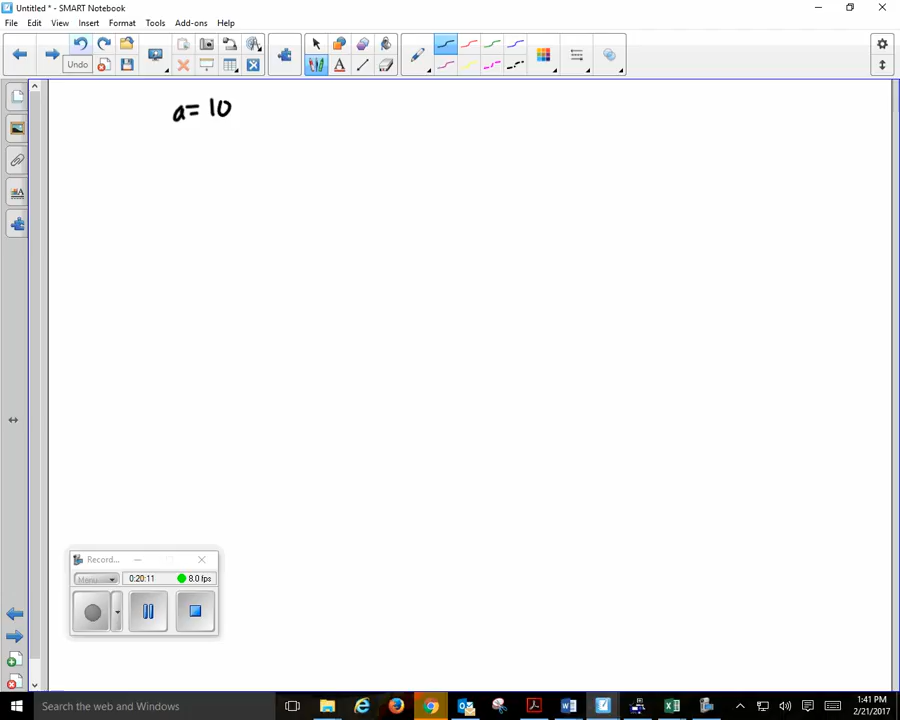 Untitled * - SMART Notebook
File Edit View Insert Format Tools Add-ons Help
Undo
a= 10
Record...
Menu 0:20:11 8.0 fps
Search the web and Windows
1:41 PM
2/21/2017